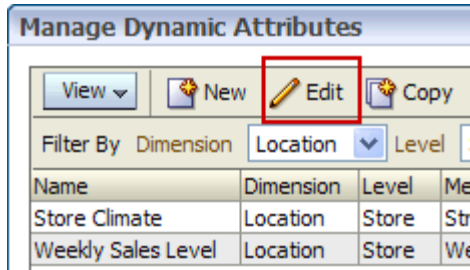 Manage Dynamic Attributes
View New Edit Copy
Filter By Dimension Location Level
Name Dimension Level
Store Climate Location Store
Weekly Sales Level Location Store